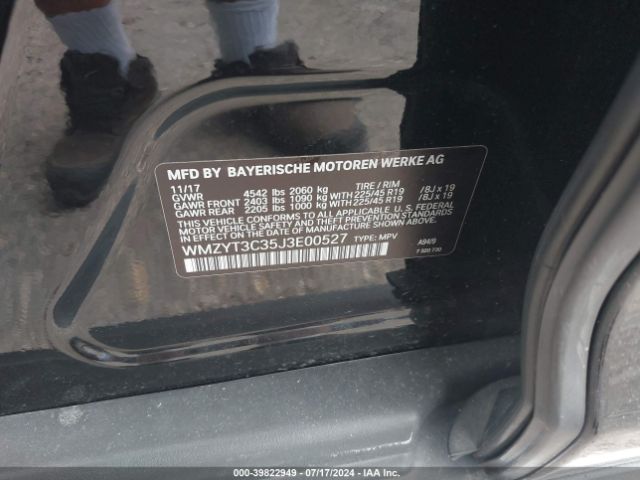 MFD BY BAYERISCHE MOTOREN WERKE AG
11/17 TIRE / RIM
GVWR 4542 lbs 2060 kg
GAWR FRONT 2403 lbs 1090 kg WITH 225/45 R19 /8J x 19
GAWR REAR 2205 lbs 1000 kg WITH 225/45 R19 /8J x 19
THIS VEHICLE CONFORMS TO ALL APPLICABLE U.S. FEDERAL
MOTOR VEHICLE SAFETY STANDARDS IN EFFECT ON THE
DATE OF MANUFACTURE SHOWN ABOVE.
WMZYT3C35J3E00527 TYPE: MPV
A94/9
000-39822949 - 07/17/2024 - IAA Inc.